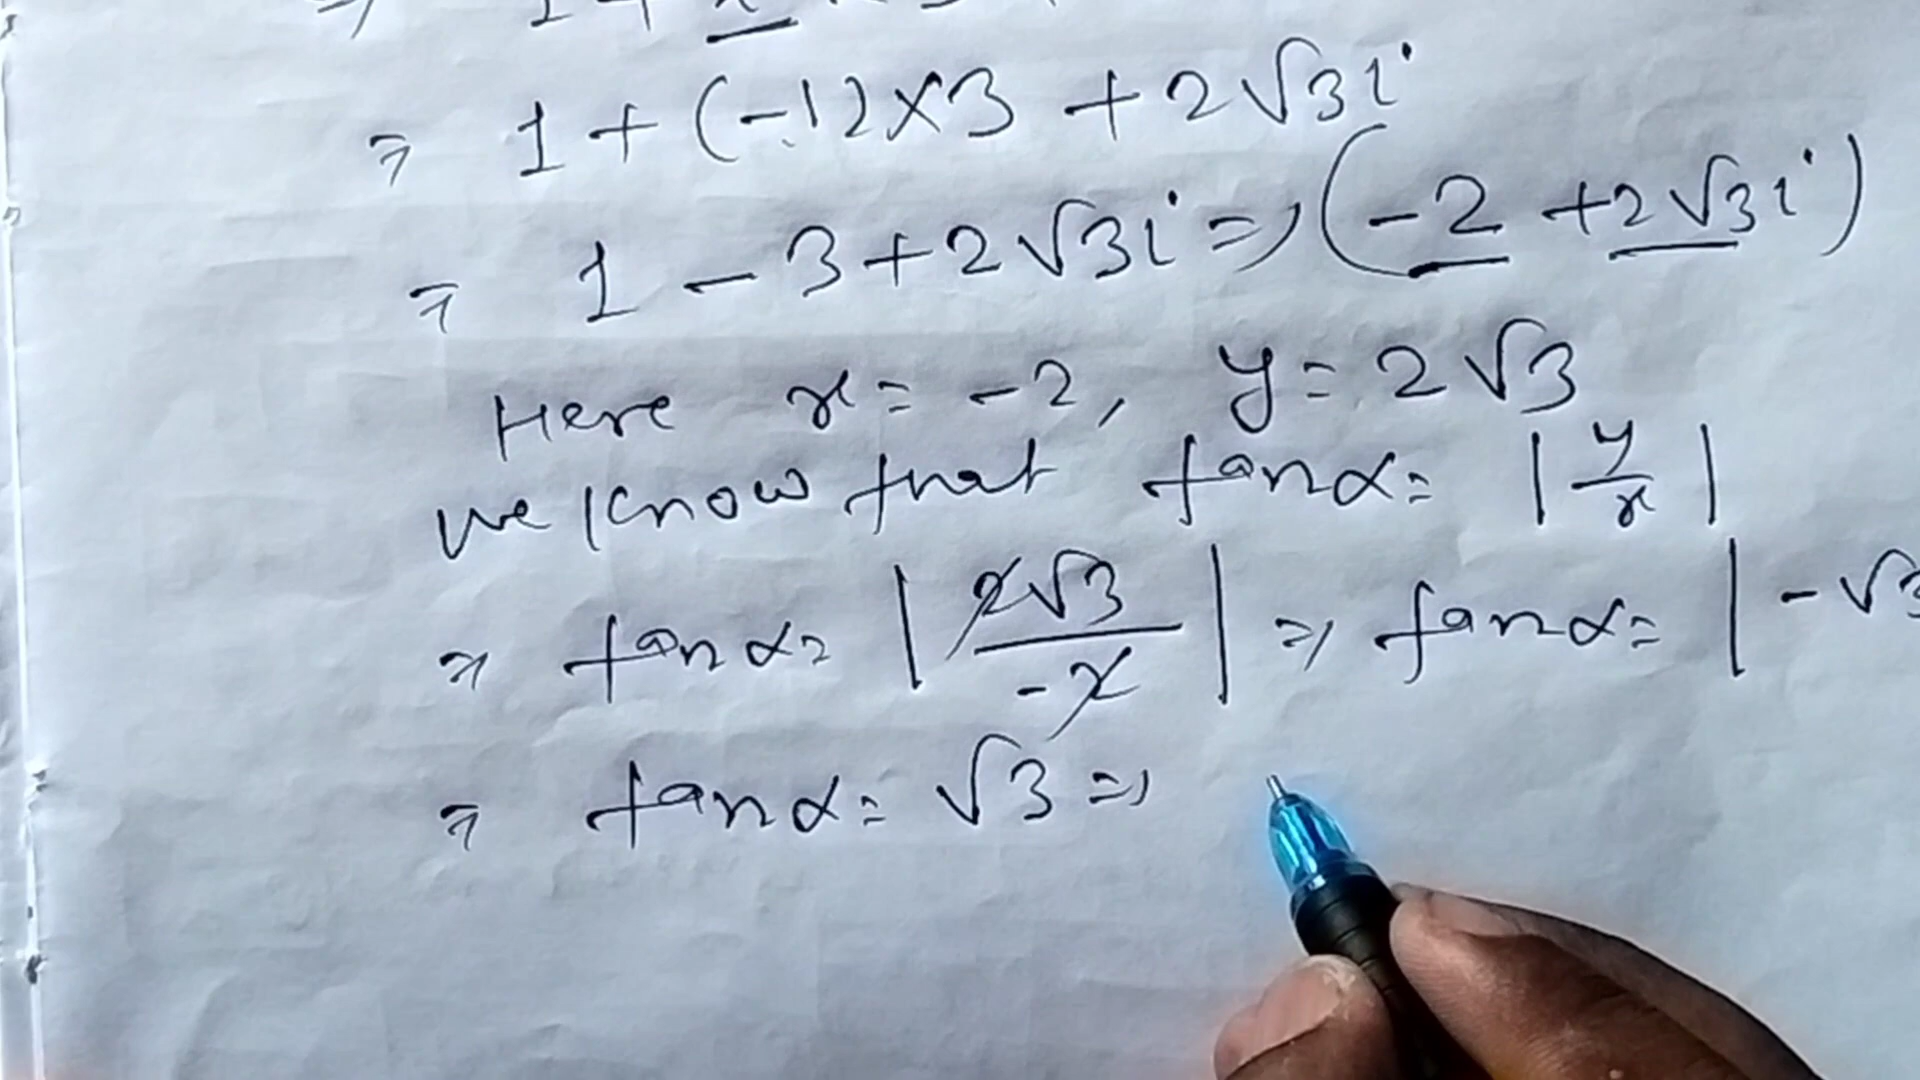 ⇒ 1 + (-1)×3 + 2√3i
⇒ 1 - 3 + 2√3i ⇒ (-2 + 2√3i)
Here x = -2, y = 2√3
we know that tanα = |y/x|
⇒ tanα = |2√3/-2| ⇒ tanα = |-√3
⇒ tanα = √3 ⇒